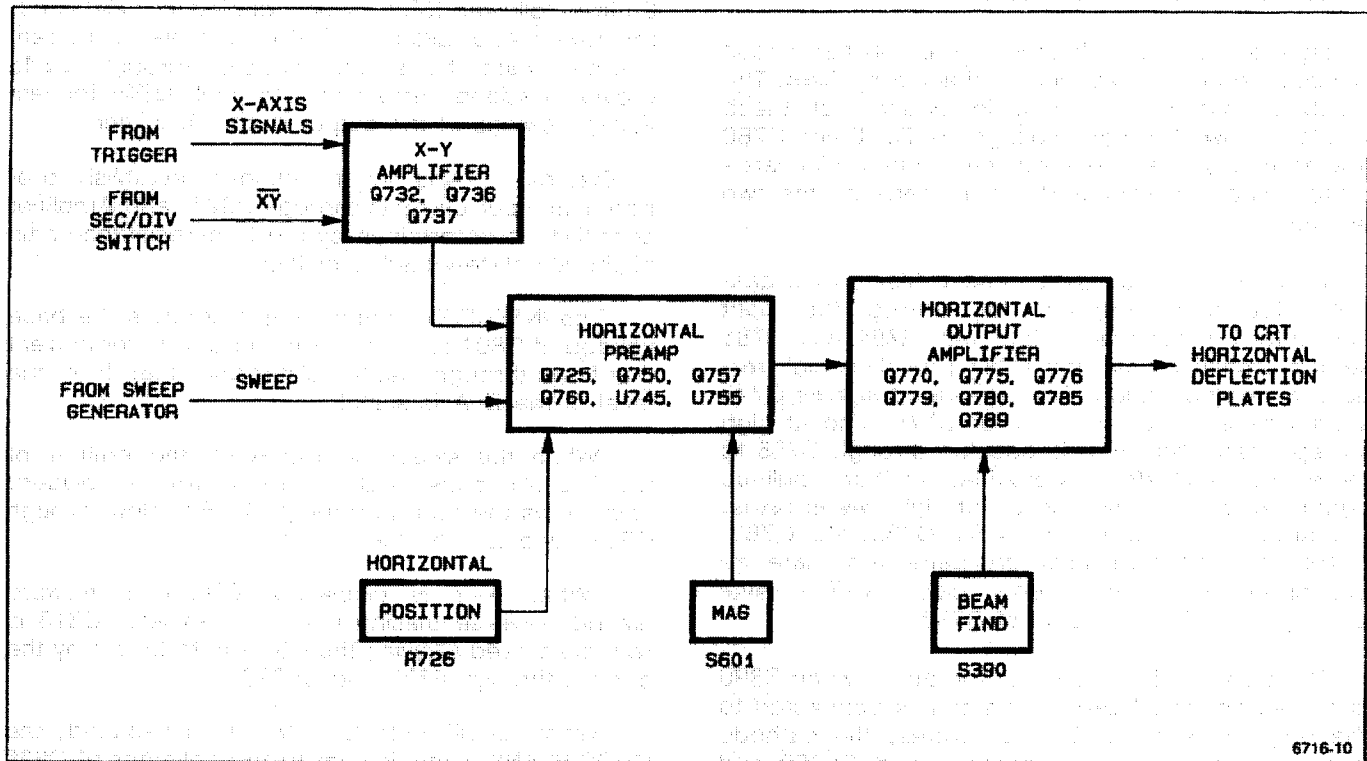 X-AXIS
SIGNALS
FROM
TRIGGER
FROM
SEC/DIV
SWITCH
X̅Y̅
X-Y
AMPLIFIER
Q732, Q736
Q737
FROM SWEEP
GENERATOR
SWEEP
HORIZONTAL
PREAMP
Q725, Q750, Q757
Q760, U745, U755
HORIZONTAL
OUTPUT
AMPLIFIER
Q770, Q775, Q776
Q779, Q780, Q785
Q789
TO CRT
HORIZONTAL
DEFLECTION
PLATES
HORIZONTAL
POSITION
R726
MAG
S601
BEAM
FIND
S390
6716-10